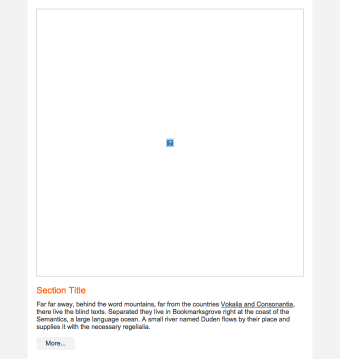 Section Title
Far far away, behind the word mountains, far from the countries Vokalia and Consonantia,
there live the blind texts. Separated they live in Bookmarksgrove right at the coast of the
Semantics, a large language ocean. A small river named Duden flows by their place and
supplies it with the necessary regelialia.
More...